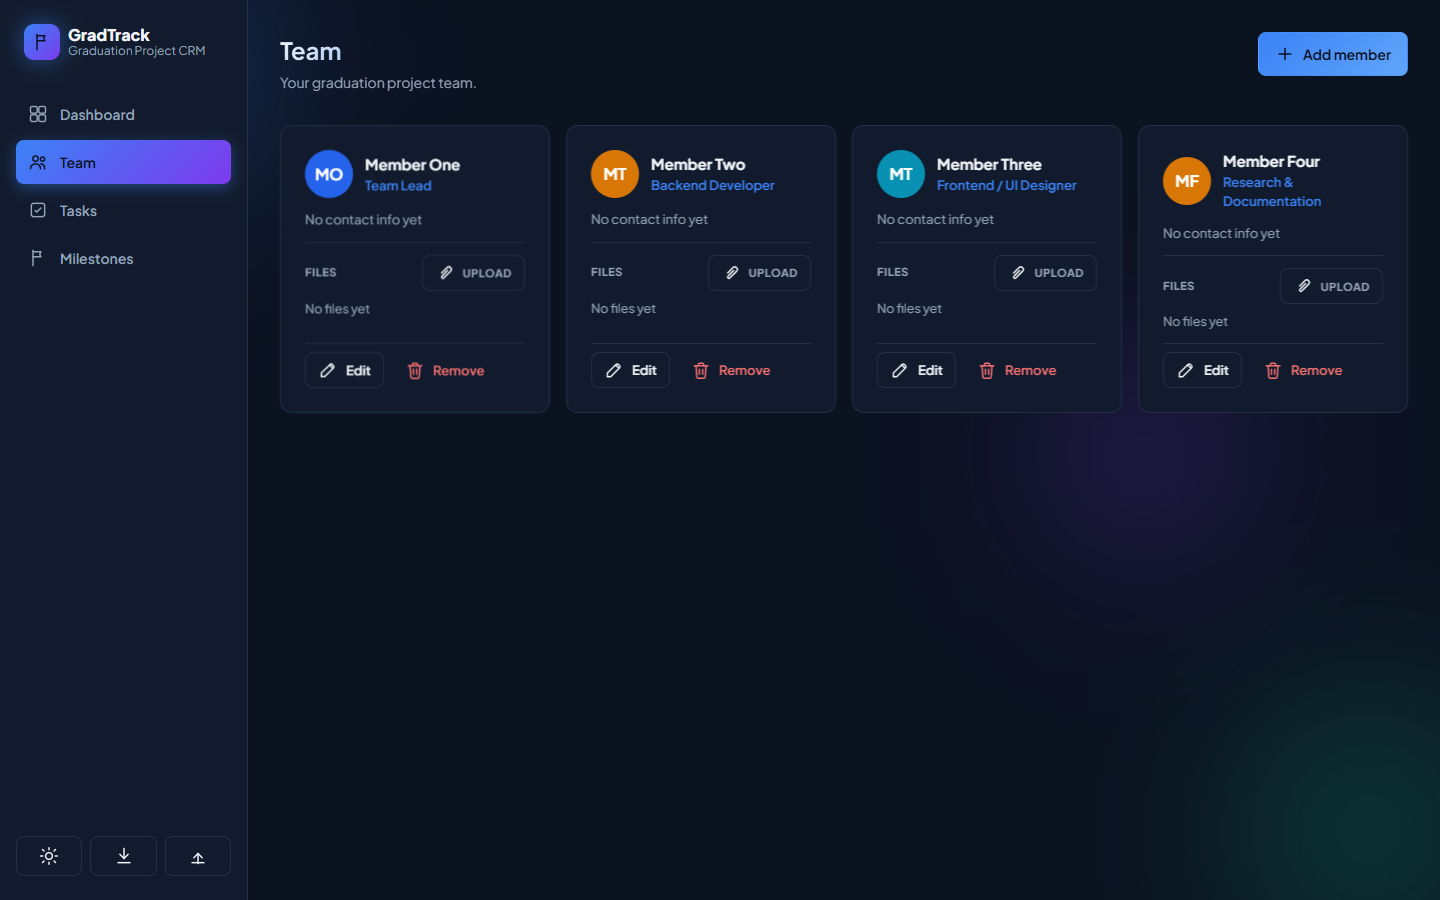 GradTrack
Graduation Project CRM
Dashboard
Team
Tasks
Milestones
Team
Your graduation project team.
Add member
MO
Member One
Team Lead
No contact info yet
FILES
UPLOAD
No files yet
Edit
Remove
MT
Member Two
Backend Developer
No contact info yet
FILES
UPLOAD
No files yet
Edit
Remove
MT
Member Three
Frontend / UI Designer
No contact info yet
FILES
UPLOAD
No files yet
Edit
Remove
MF
Member Four
Research &
Documentation
No contact info yet
FILES
UPLOAD
No files yet
Edit
Remove